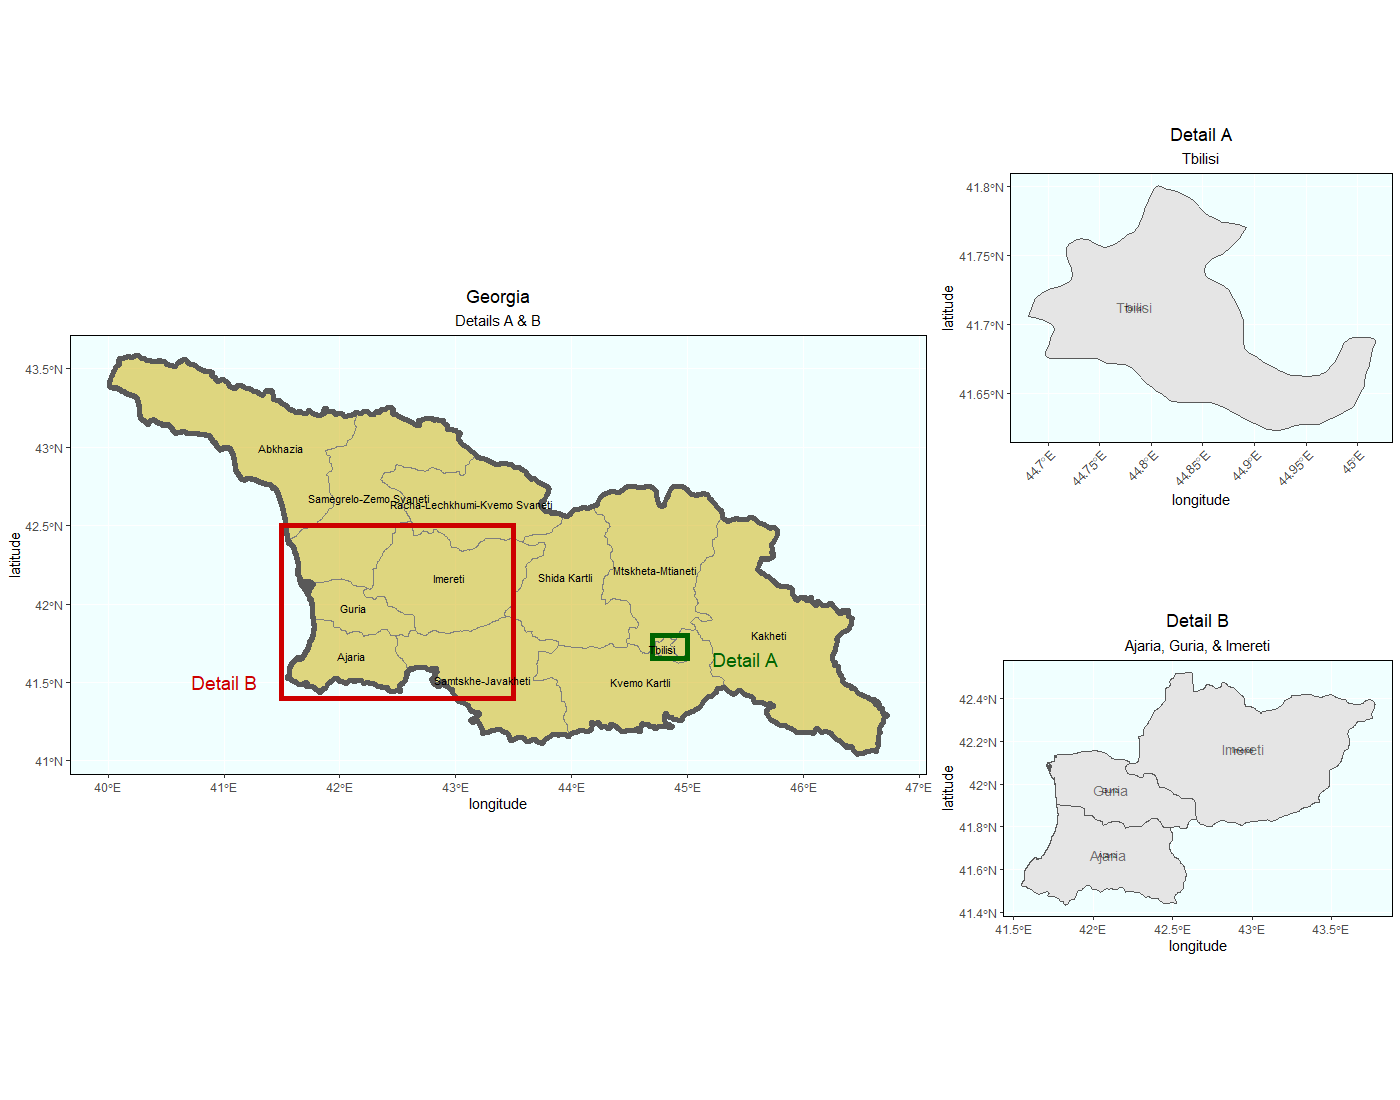 Georgia
Details A & B
latitude
43.5°N
43°N
42.5°N
42°N
41.5°N
41°N
Abkhazia
Samegrelo-Zemo Svaneti
Racha-Lechkhumi-Kvemo Svaneti
Imereti
Shida Kartli
Mtskheta-Mtianeti
Guria
Kakheti
Tbilisi
Ajaria
Detail A
Samtskhe-Javakheti
Kvemo Kartli
Detail B
40°E 41°E 42°E 43°E 44°E 45°E 46°E 47°E
longitude
Detail A
Tbilisi
latitude
41.8°N
41.75°N
41.7°N
41.65°N
Tbilisi
44.7°E 44.75°E 44.8°E 44.85°E 44.9°E 44.95°E 45°E
longitude
Detail B
Ajaria, Guria, & Imereti
latitude
42.4°N
42.2°N
42°N
41.8°N
41.6°N
41.4°N
Imereti
Guria
Ajaria
41.5°E 42°E 42.5°E 43°E 43.5°E
longitude